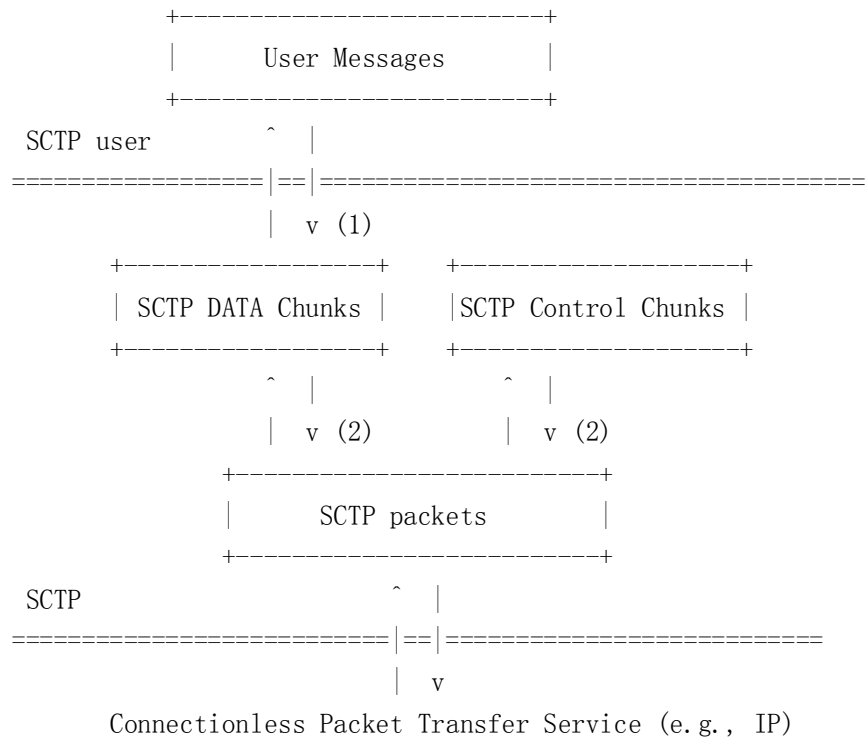 User Messages
SCTP user
(1)
SCTP DATA Chunks SCTP Control Chunks
(2) (2)
SCTP packets
SCTP
Connectionless Packet Transfer Service (e.g., IP)